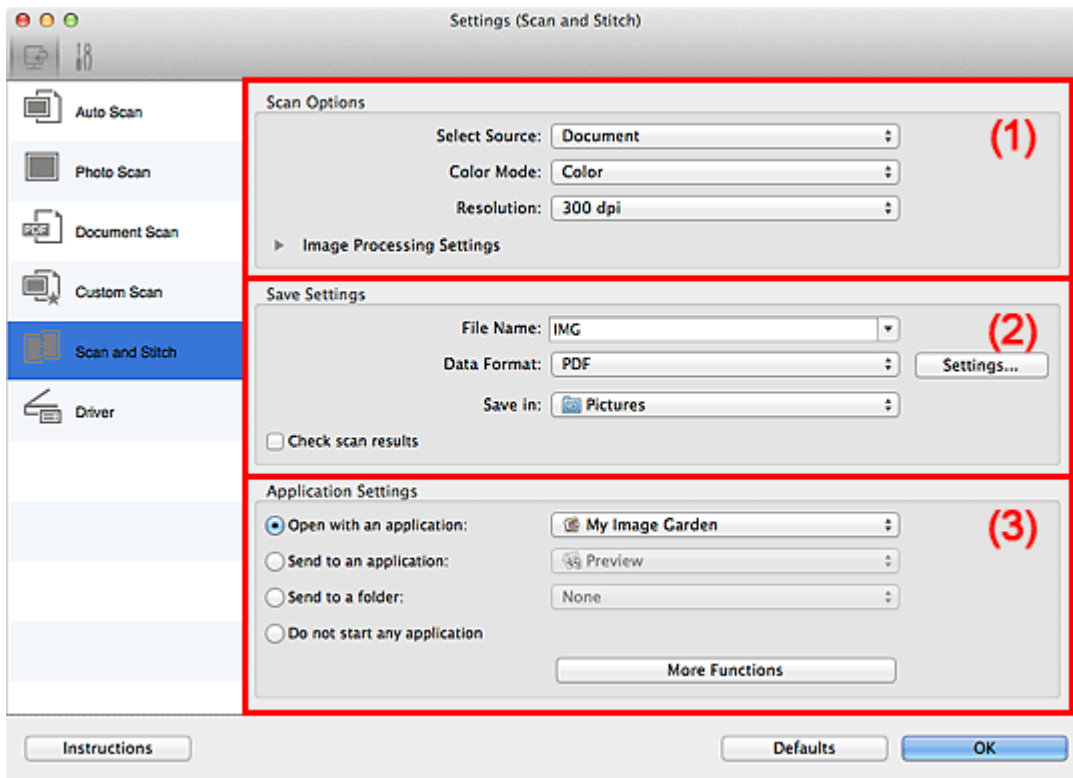 Settings (Scan and Stitch)
Auto Scan
Photo Scan
PDF
Document Scan
Custom Scan
Scan and Stitch
Driver
Scan Options
(1)
Select Source: Document
Color Mode: Color
Resolution: 300 dpi
Image Processing Settings
Save Settings
(2)
File Name: IMG
Data Format: PDF Settings...
Save in: Pictures
Check scan results
Application Settings
(3)
Open with an application: My Image Garden
Send to an application: Preview
Send to a folder: None
Do not start any application
More Functions
Instructions Defaults OK